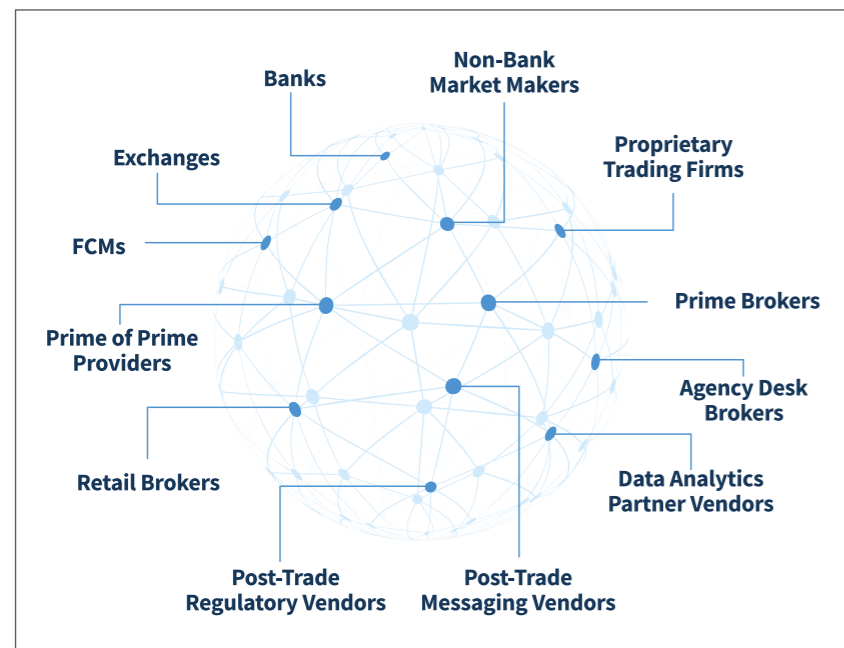 Banks
Non-Bank
Market Makers
Exchanges
Proprietary
Trading Firms
FCMs
Prime Brokers
Prime of Prime
Providers
Agency Desk
Brokers
Retail Brokers
Data Analytics
Partner Vendors
Post-Trade
Regulatory Vendors
Post-Trade
Messaging Vendors